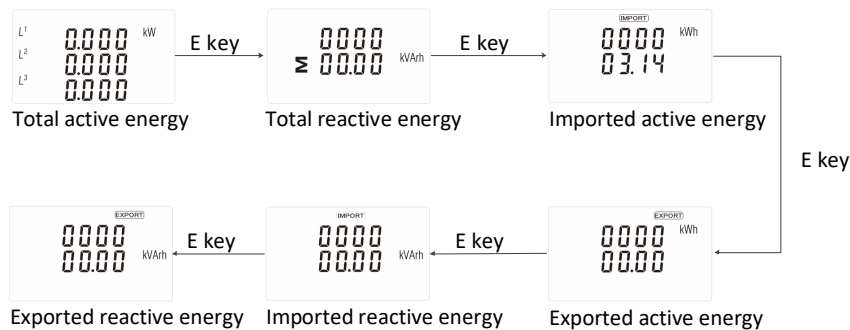 L1 0.000 kW
L2 0.000
L3 0.000
Total active energy
E key
0000
Σ 00.00 kVArh
Total reactive energy
E key
IMPORT
0000 kWh
03.14
Imported active energy
E key
EXPORT
0000 kWh
00.00
Exported active energy
E key
IMPORT
0000
00.00 kVArh
Imported reactive energy
E key
EXPORT
0000
00.00 kVArh
Exported reactive energy